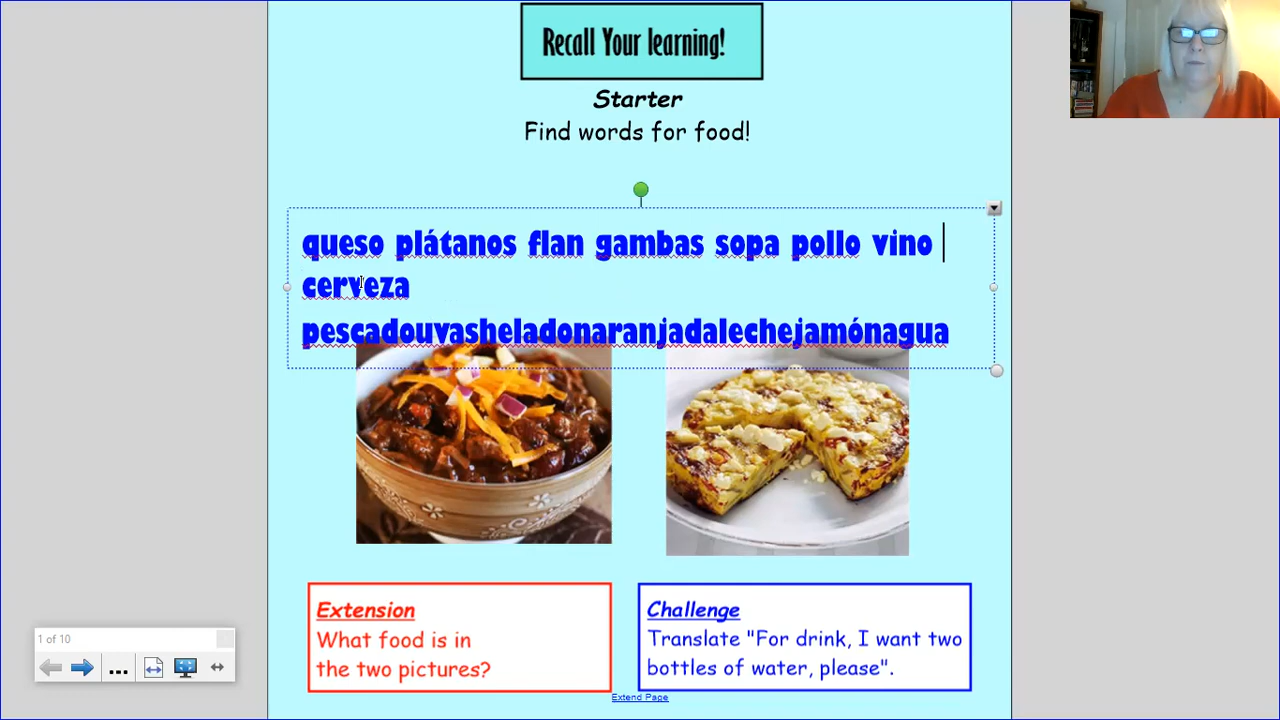 Recall Your learning!
Starter
Find words for food!
queso plátanos flan gambas sopa pollo vino
cerveza
pescadouvasheladonaranjadalechejamónagua
Extension
What food is in
the two pictures?
Challenge
Translate "For drink, I want two
bottles of water, please".
Extend Page
1 of 10